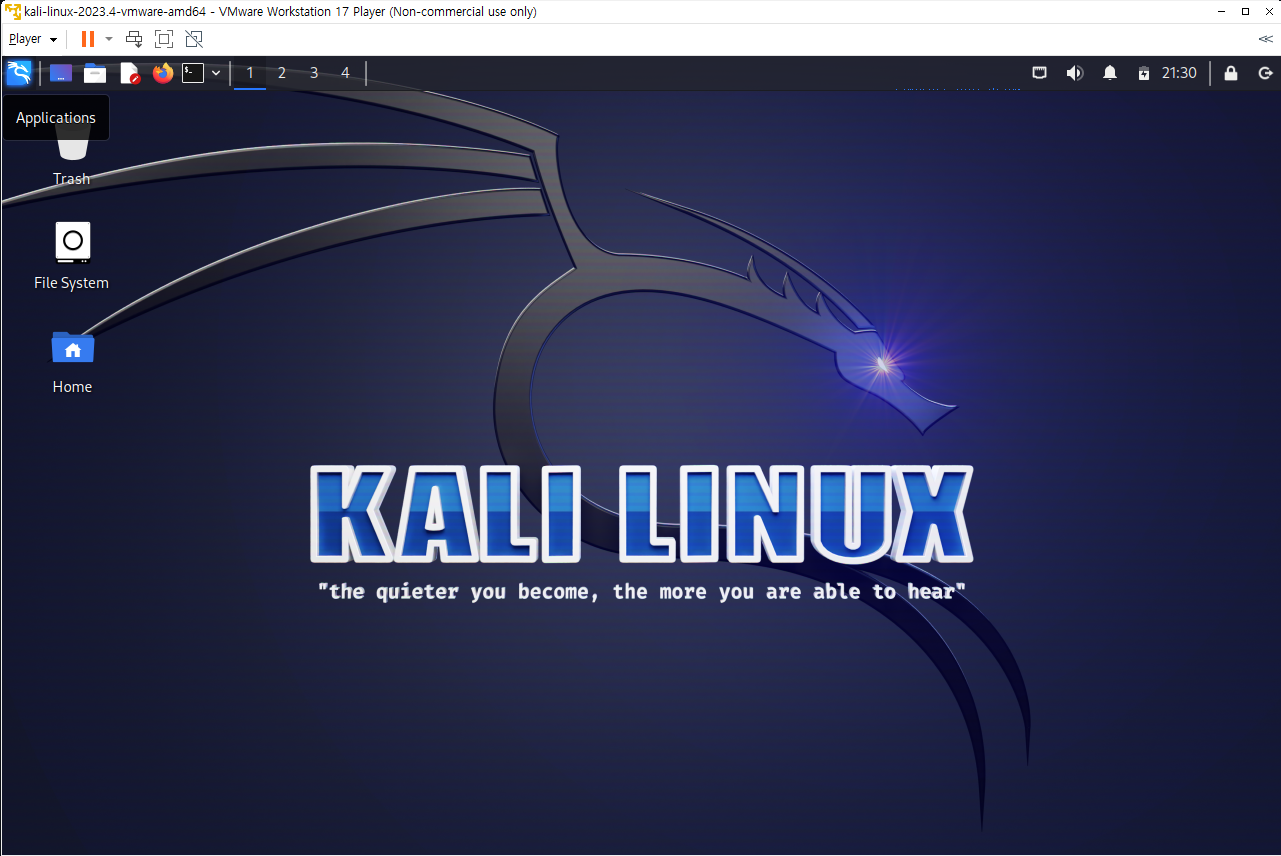 kali-linux-2023.4-vmware-amd64 - VMware Workstation 17 Player (Non-commercial use only)
Player
1 2 3 4
21:30
Applications
Trash
File System
Home
KALI LINUX
"the quieter you become, the more you are able to hear"